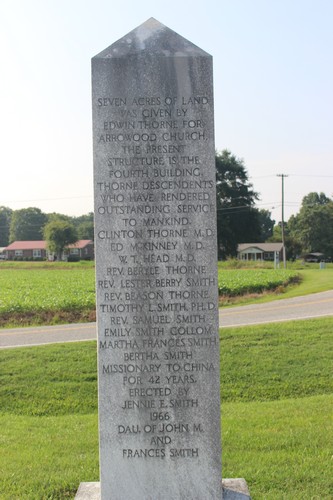 SEVEN ACRES OF LAND
WAS GIVEN BY
EDWIN THORNE FOR
ARROWOOD CHURCH
THE PRESENT
STRUCTURE IS THE
FOURTH BUILDING.
THORNE DESCENDENTS
WHO HAVE RENDERED
OUTSTANDING SERVICE
TO MANKIND.
CLINTON THORNE M.D.
ED MCKINNEY M.D.
W. T. HEAD M.D.
REV. BERYLE THORNE
REV. LESTER BERRY SMITH
REV. BEASON THORNE
TIMOTHY L. SMITH, PH.D.
REV. SAMUEL SMITH
EMILY SMITH COLLOM
MARTHA FRANCES SMITH
BERTHA SMITH
MISSIONARY TO CHINA
FOR 42 YEARS.
ERECTED BY
JENNIE E. SMITH
1966
DAU. OF JOHN M.
AND
FRANCES SMITH